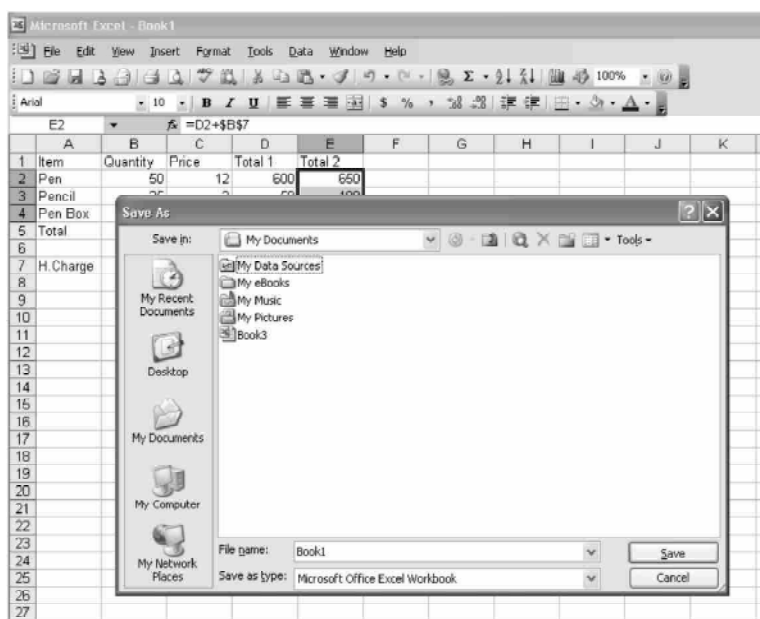 Microsoft Excel - Book1
File Edit View Insert Format Tools Data Window Help
100%
Arial 10 B I U $ % ,
E2 fx =D2+$B$7
A B C D E F G H I J K
1 Item Quantity Price Total 1 Total 2
2 Pen 50 12 600 650
3 Pencil
4 Pen Box
5 Total
6
7 H.Charge
8
9
10
11
12
13
14
15
16
17
18
19
20
21
22
23
24
25
26
27
Save As
Save in: My Documents Tools
My Recent Documents
Desktop
My Documents
My Computer
My Network Places
My Data Sources
My eBooks
My Music
My Pictures
Book3
File name: Book1 Save
Save as type: Microsoft Office Excel Workbook Cancel